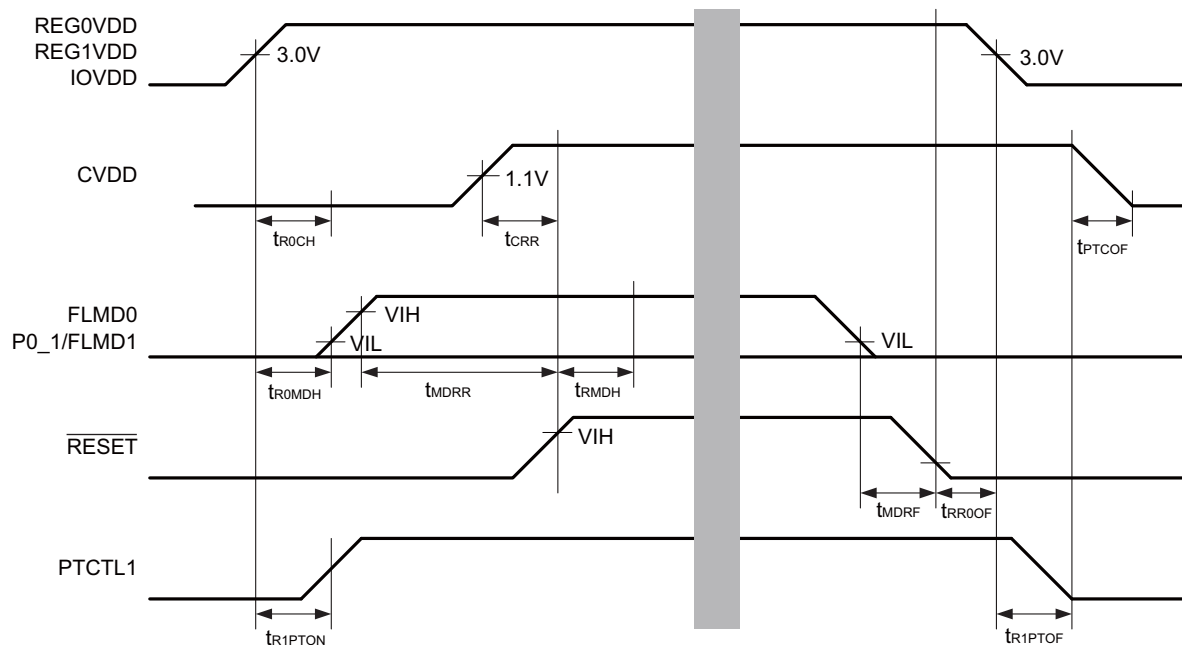 REG0VDD
REG1VDD
IOVDD
3.0V
3.0V
CVDD
1.1V
tR0CH
tCRR
tPTCOF
FLMD0
P0_1/FLMD1
VIH
VIL
VIL
tR0MDH
tMDRR
tRMDH
RESET
VIH
tMDRF
tRR0OF
PTCTL1
tR1PTON
tR1PTOF